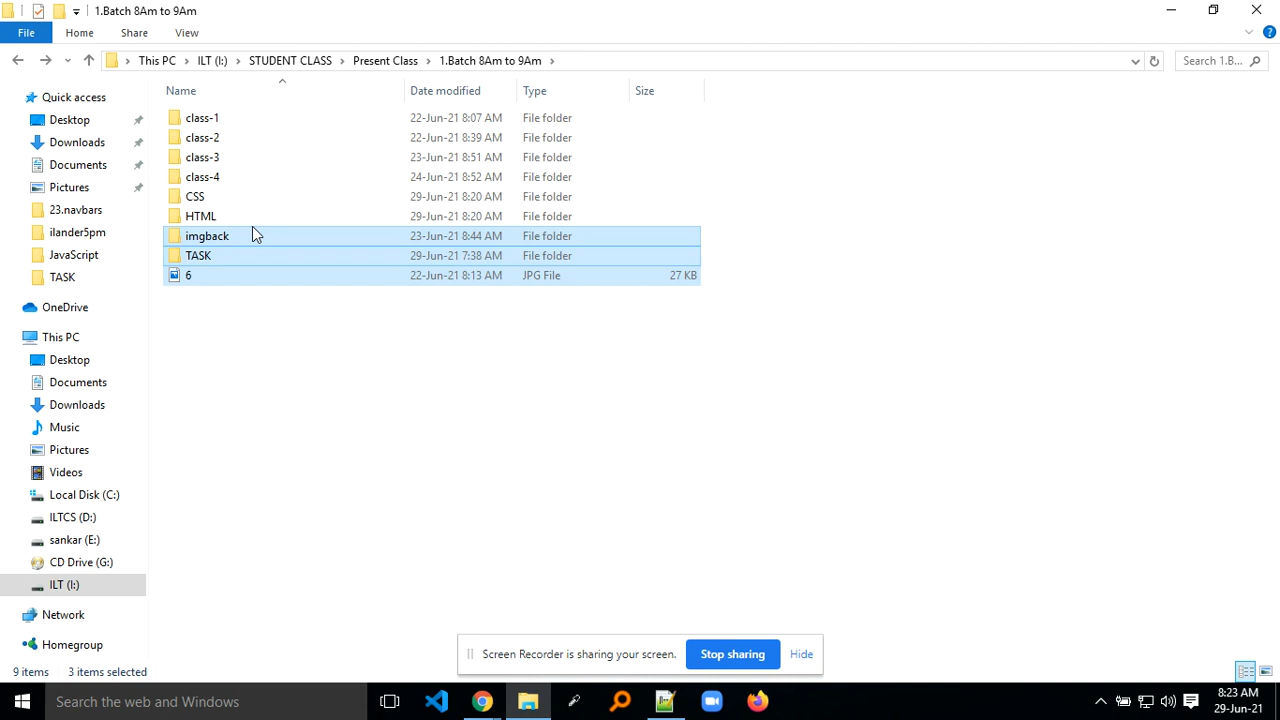 1.Batch 8Am to 9Am
File Home Share View
This PC ILT (I:) STUDENT CLASS Present Class 1.Batch 8Am to 9Am Search 1.B...
Name Date modified Type Size
class-1 22-Jun-21 8:07 AM File folder
class-2 22-Jun-21 8:39 AM File folder
class-3 23-Jun-21 8:51 AM File folder
class-4 24-Jun-21 8:52 AM File folder
CSS 29-Jun-21 8:20 AM File folder
HTML 29-Jun-21 8:20 AM File folder
imgback 23-Jun-21 8:44 AM File folder
TASK 29-Jun-21 7:38 AM File folder
6 22-Jun-21 8:13 AM JPG File 27 KB
Quick access
Desktop
Downloads
Documents
Pictures
23.navbars
ilander5pm
JavaScript
TASK
OneDrive
This PC
Desktop
Documents
Downloads
Music
Pictures
Videos
Local Disk (C:)
ILTCS (D:)
sankar (E:)
CD Drive (G:)
ILT (I:)
Network
Homegroup
Screen Recorder is sharing your screen. Stop sharing Hide
9 items 3 items selected
Search the web and Windows
8:23 AM
29-Jun-21